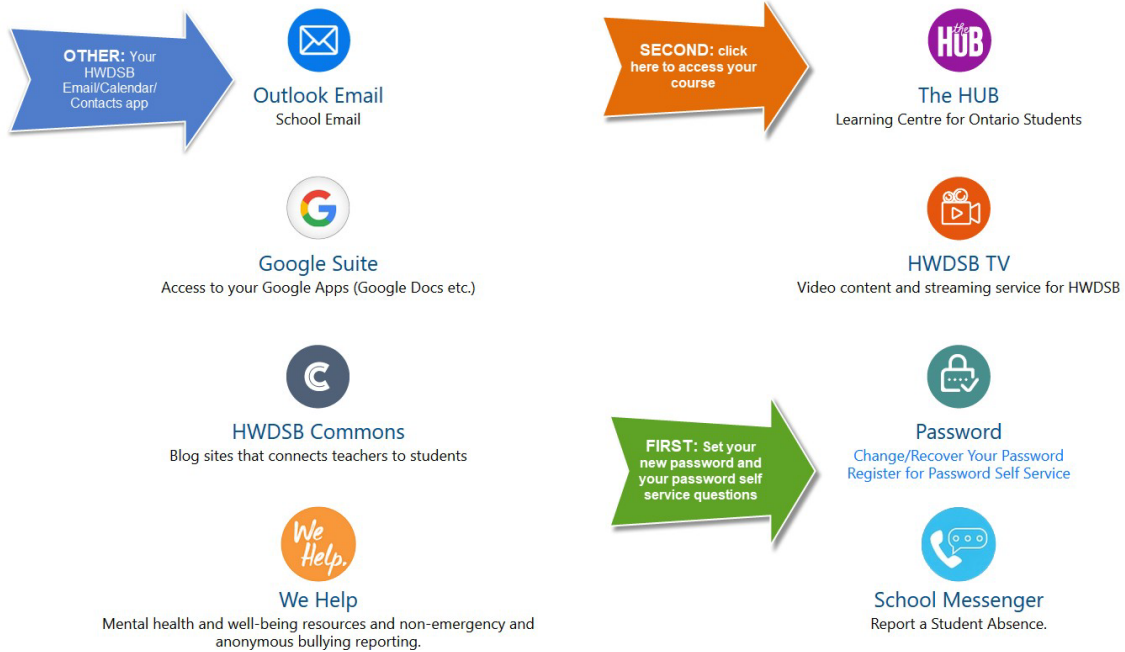 OTHER: Your
HWDSB
Email/Calendar/
Contacts app
Outlook Email
School Email
SECOND: click
here to access your
course
the
HUB
The HUB
Learning Centre for Ontario Students
G
Google Suite
Access to your Google Apps (Google Docs etc.)
HWDSB TV
Video content and streaming service for HWDSB
C
HWDSB Commons
Blog sites that connects teachers to students
FIRST: Set your
new password and
your password self
service questions
Password
Change/Recover Your Password
Register for Password Self Service
We
Help.
We Help
Mental health and well-being resources and non-emergency and
anonymous bullying reporting.
School Messenger
Report a Student Absence.